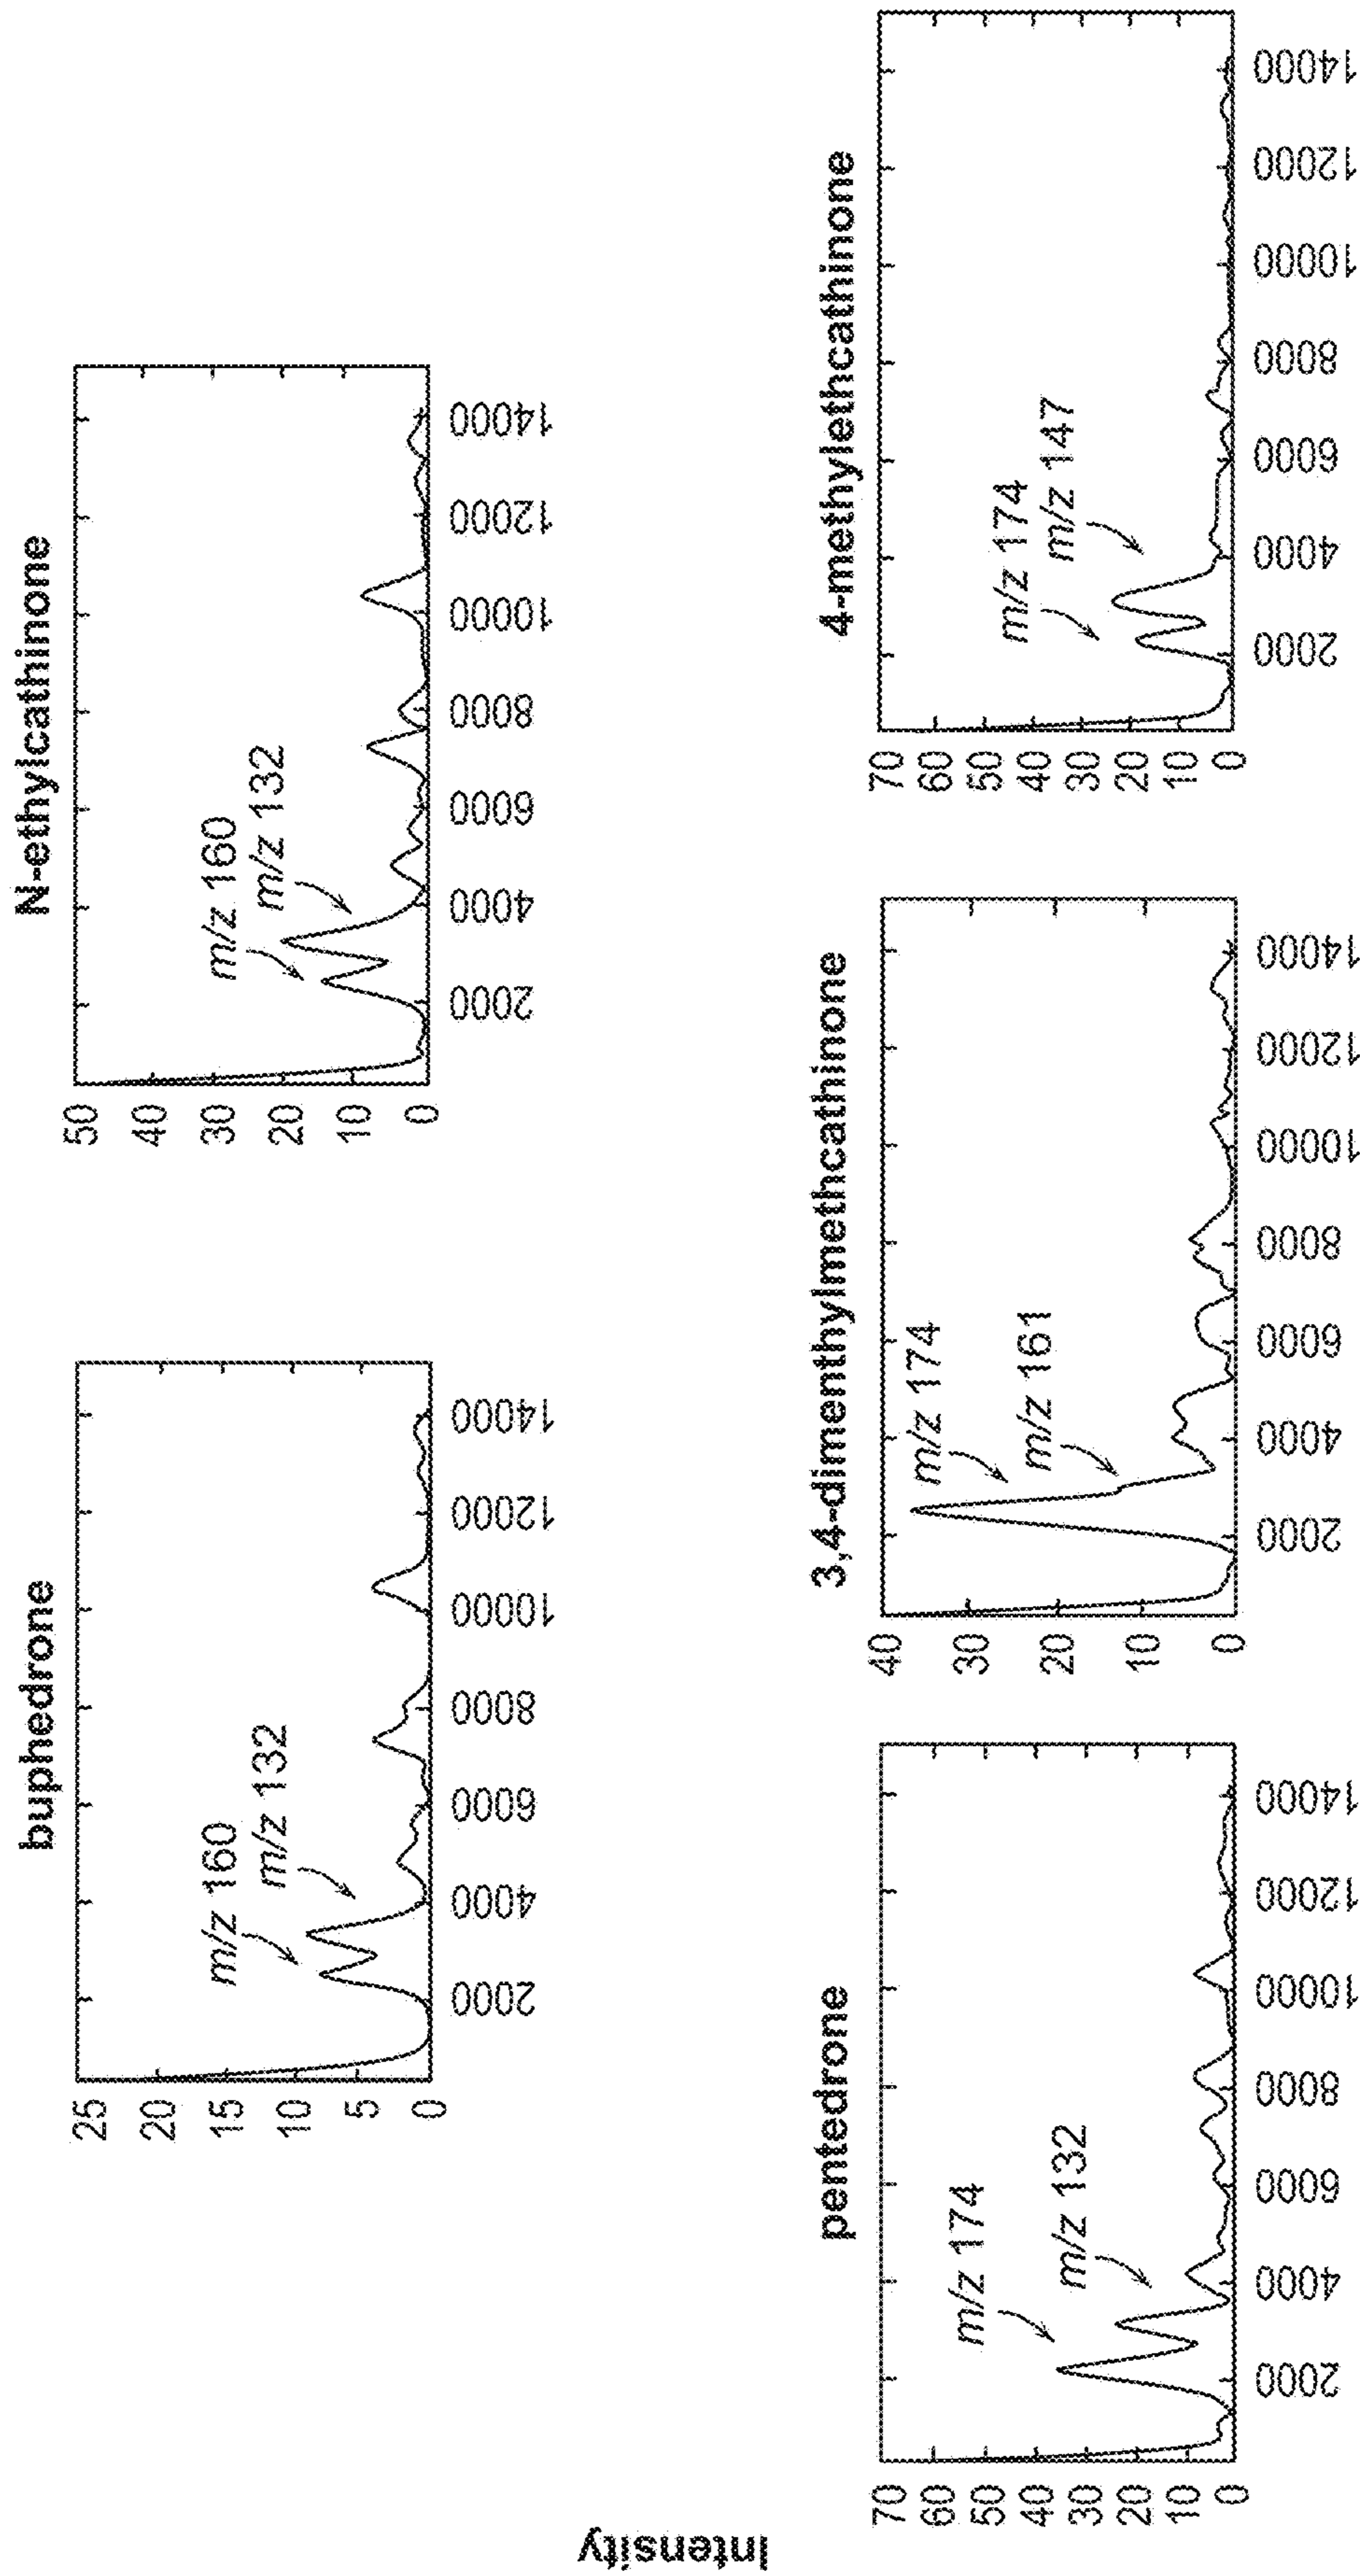 Intensity
buphedrone
25
20
15
10
5
0
m/z 160
m/z 132
2000 4000 6000 8000 10000 12000 14000
N-ethylcathinone
50
40
30
20
10
0
m/z 160
m/z 132
2000 4000 6000 8000 10000 12000 14000
pentedrone
70
60
50
40
30
20
10
0
m/z 174
m/z 132
2000 4000 6000 8000 10000 12000 14000
3,4-dimenthylmethcathinone
40
30
20
10
0
m/z 174
m/z 161
2000 4000 6000 8000 10000 12000 14000
4-methylethcathinone
70
60
50
40
30
20
10
0
m/z 174
m/z 147
2000 4000 6000 8000 10000 12000 14000